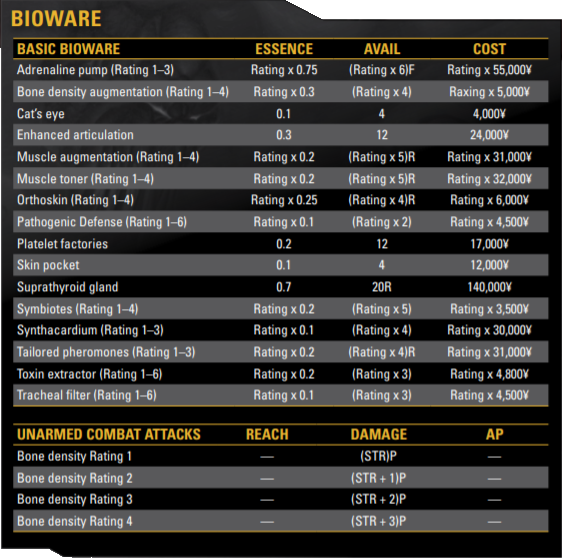 BIOWARE
BASIC BIOWARE ESSENCE AVAIL COST
Adrenaline pump (Rating 1–3) Rating x 0.75 (Rating x 6)F Rating x 55,000¥
Bone density augmentation (Rating 1–4) Rating x 0.3 (Rating x 4) Raxing x 5,000¥
Cat's eye 0.1 4 4,000¥
Enhanced articulation 0.3 12 24,000¥
Muscle augmentation (Rating 1–4) Rating x 0.2 (Rating x 5)R Rating x 31,000¥
Muscle toner (Rating 1–4) Rating x 0.2 (Rating x 5)R Rating x 32,000¥
Orthoskin (Rating 1–4) Rating x 0.25 (Rating x 4)R Rating x 6,000¥
Pathogenic Defense (Rating 1–6) Rating x 0.1 (Rating x 2) Rating x 4,500¥
Platelet factories 0.2 12 17,000¥
Skin pocket 0.1 4 12,000¥
Suprathyroid gland 0.7 20R 140,000¥
Symbiotes (Rating 1–4) Rating x 0.2 (Rating x 5) Rating x 3,500¥
Synthacardium (Rating 1–3) Rating x 0.1 (Rating x 4) Rating x 30,000¥
Tailored pheromones (Rating 1–3) Rating x 0.2 (Rating x 4)R Rating x 31,000¥
Toxin extractor (Rating 1–6) Rating x 0.2 (Rating x 3) Rating x 4,800¥
Tracheal filter (Rating 1–6) Rating x 0.1 (Rating x 3) Rating x 4,500¥
UNARMED COMBAT ATTACKS REACH DAMAGE AP
Bone density Rating 1 — (STR)P —
Bone density Rating 2 — (STR + 1)P —
Bone density Rating 3 — (STR + 2)P —
Bone density Rating 4 — (STR + 3)P —